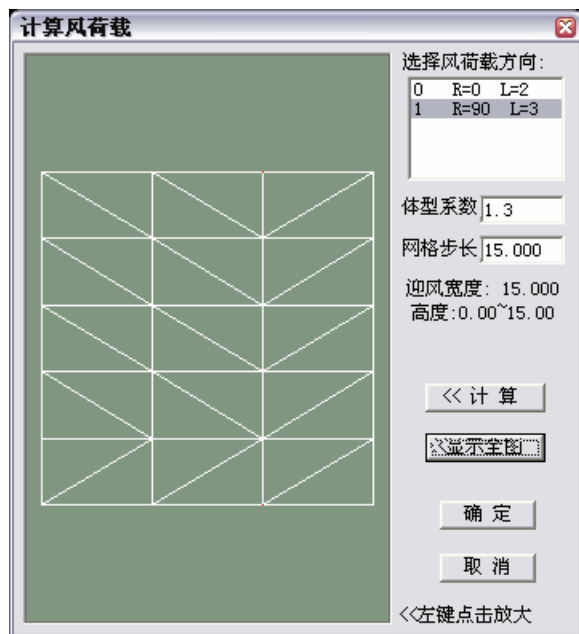 计算风荷载
选择风荷载方向:
0 R=0 L=2
1 R=90 L=3
体型系数 1.3
网格步长 15.000
迎风宽度: 15.000
高度:0.00~15.00
<<计 算
<<显示全图
确 定
取 消
<<左键点击放大